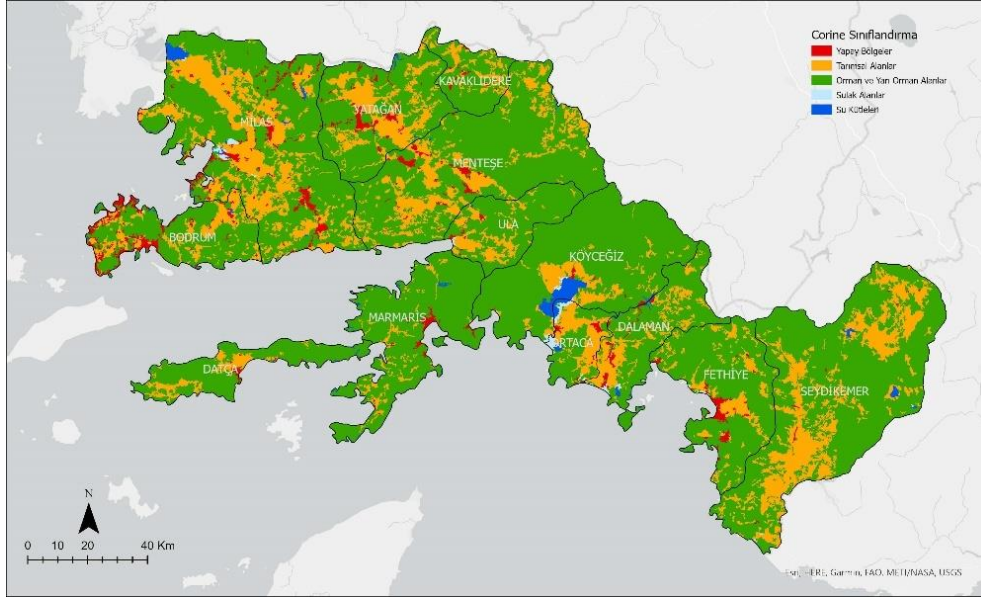 Corine Sınıflandırma
Yapay Bölgeler
Tarımsal Alanlar
Orman ve Yarı Orman Alanlar
Sulak Alanlar
Su Kütleleri
KAVAKLIDERE
YATAĞAN
MİLAS
MENTEŞE
ULA
BODRUM
KÖYCEĞİZ
MARMARİS
DALAMAN
ORTACA
DATÇA
FETHİYE
SEYDİKEMER
N
0 10 20 40 Km
Esri, HERE, Garmin, FAO, METI/NASA, USGS